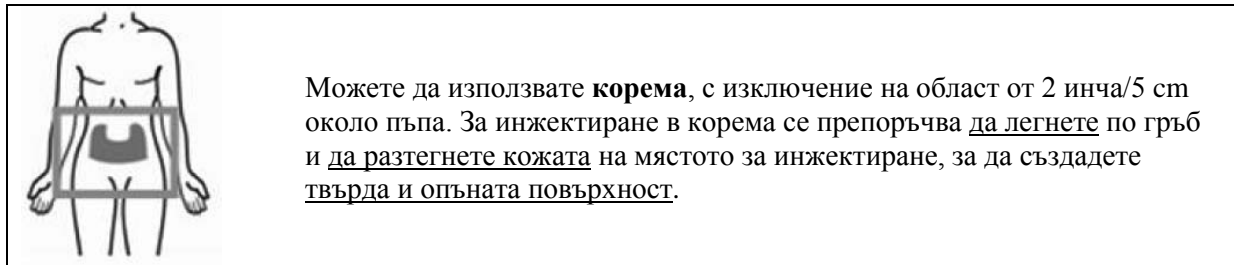 Можете да използвате корема, с изключение на област от 2 инча/5 cm
около пъпа. За инжектиране в корема се препоръчва да легнете по гръб
и да разтегнете кожата на мястото за инжектиране, за да създадете
твърда и опъната повърхност.